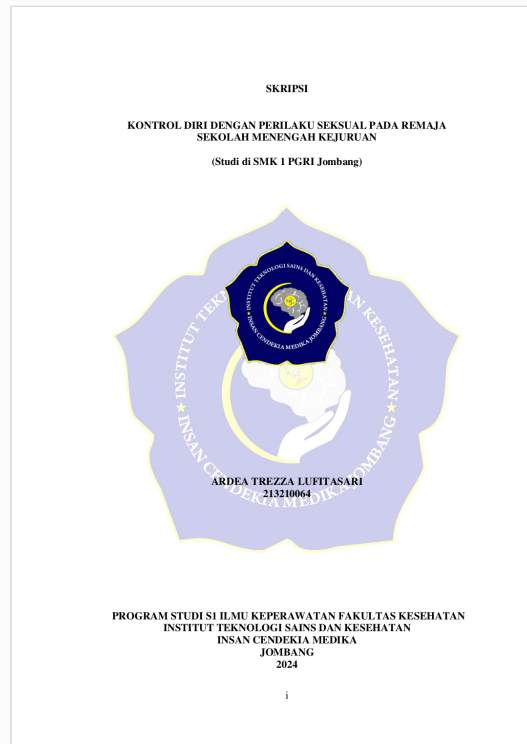 SKRIPSI
KONTROL DIRI DENGAN PERILAKU SEKSUAL PADA REMAJA
SEKOLAH MENENGAH KEJURUAN
(Studi di SMK 1 PGRI Jombang)
INSTITUT TEKNOLOGI SAINS DAN KESEHATAN
INSAN CENDEKIA MEDIKA JOMBANG
ARDEA TREZZA LUFITASARI
213210064
PROGRAM STUDI S1 ILMU KEPERAWATAN FAKULTAS KESEHATAN
INSTITUT TEKNOLOGI SAINS DAN KESEHATAN
INSAN CENDEKIA MEDIKA
JOMBANG
2024
i